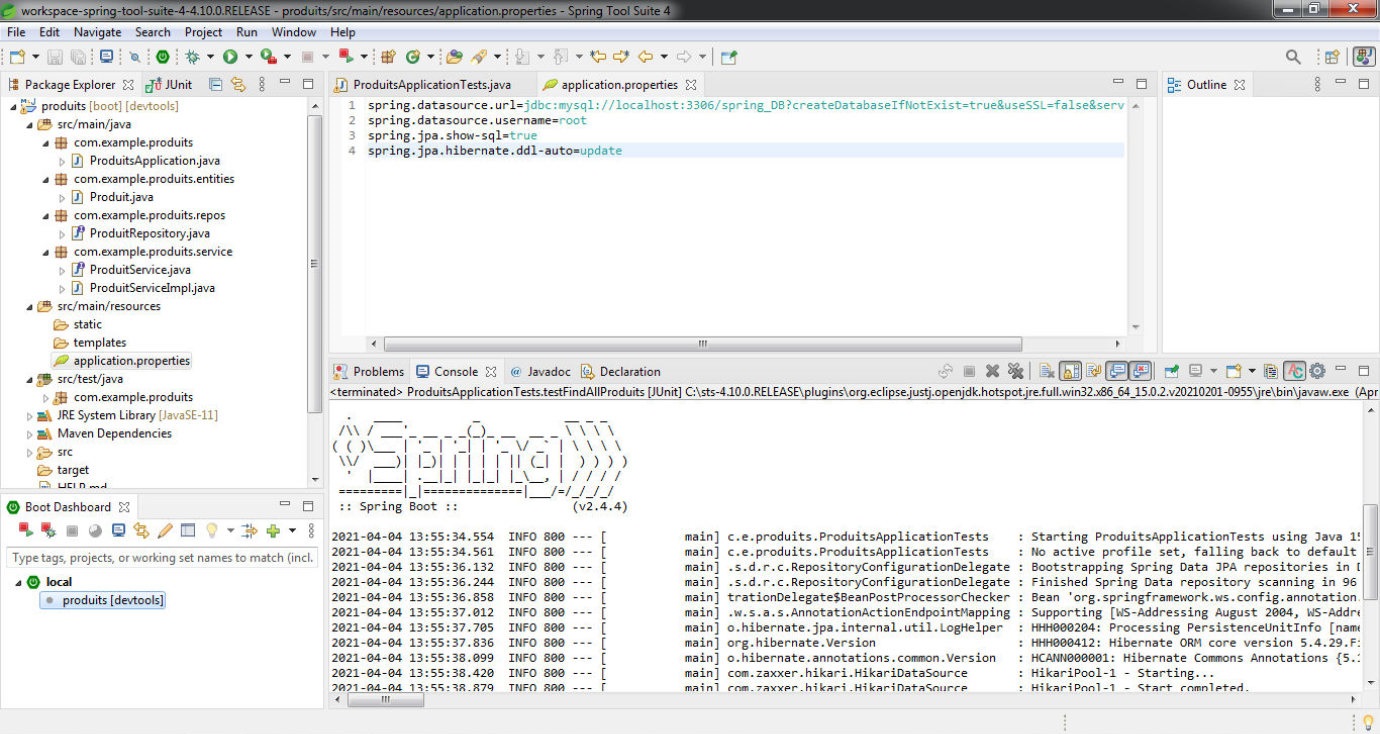 workspace-spring-tool-suite-4-4.10.0.RELEASE - produits/src/main/resources/application.properties - Spring Tool Suite 4
File Edit Navigate Search Project Run Window Help
Package Explorer JUnit
produits [boot] [devtools]
src/main/java
com.example.produits
ProduitsApplication.java
com.example.produits.entities
Produit.java
com.example.produits.repos
ProduitRepository.java
com.example.produits.service
ProduitService.java
ProduitServiceImpl.java
src/main/resources
static
templates
application.properties
src/test/java
com.example.produits
JRE System Library [JavaSE-11]
Maven Dependencies
src
target
HELP.md
Boot Dashboard
Type tags, projects, or working set names to match (incl.
local
produits [devtools]
ProduitsApplicationTests.java application.properties
1 spring.datasource.url=jdbc:mysql://localhost:3306/spring_DB?createDatabaseIfNotExist=true&useSSL=false&serv
2 spring.datasource.username=root
3 spring.jpa.show-sql=true
4 spring.jpa.hibernate.ddl-auto=update
Outline
Problems Console Javadoc Declaration
<terminated> ProduitsApplicationTests.testFindAllProduits [JUnit] C:\sts-4.10.0.RELEASE\plugins\org.eclipse.justj.openjdk.hotspot.jre.full.win32.x86_64_15.0.2.v20210201-0955\jre\bin\javaw.exe (Apr
Spring
:: Spring Boot :: (v2.4.4)
2021-04-04 13:55:34.554 INFO 800 --- [ main] c.e.produits.ProduitsApplicationTests : Starting ProduitsApplicationTests using Java 15
2021-04-04 13:55:34.561 INFO 800 --- [ main] c.e.produits.ProduitsApplicationTests : No active profile set, falling back to default
2021-04-04 13:55:36.132 INFO 800 --- [ main] .s.d.r.c.RepositoryConfigurationDelegate : Bootstrapping Spring Data JPA repositories in D
2021-04-04 13:55:36.244 INFO 800 --- [ main] .s.d.r.c.RepositoryConfigurationDelegate : Finished Spring Data repository scanning in 96
2021-04-04 13:55:36.858 INFO 800 --- [ main] trationDelegate$BeanPostProcessorChecker : Bean 'org.springframework.ws.config.annotation.
2021-04-04 13:55:37.012 INFO 800 --- [ main] .w.s.a.s.AnnotationActionEndpointMapping : Supporting [WS-Addressing August 2004, WS-Addre
2021-04-04 13:55:37.705 INFO 800 --- [ main] o.hibernate.jpa.internal.util.LogHelper : HHH000204: Processing PersistenceUnitInfo [name
2021-04-04 13:55:37.836 INFO 800 --- [ main] org.hibernate.Version : HHH000412: Hibernate ORM core version 5.4.29.F
2021-04-04 13:55:38.099 INFO 800 --- [ main] o.hibernate.annotations.common.Version : HCANN000001: Hibernate Commons Annotations {5.1
2021-04-04 13:55:38.420 INFO 800 --- [ main] com.zaxxer.hikari.HikariDataSource : HikariPool-1 - Starting...
2021-04-04 13:55:38.879 INFO 800 --- [ main] com.zaxxer.hikari.HikariDataSource : HikariPool-1 - Start completed.